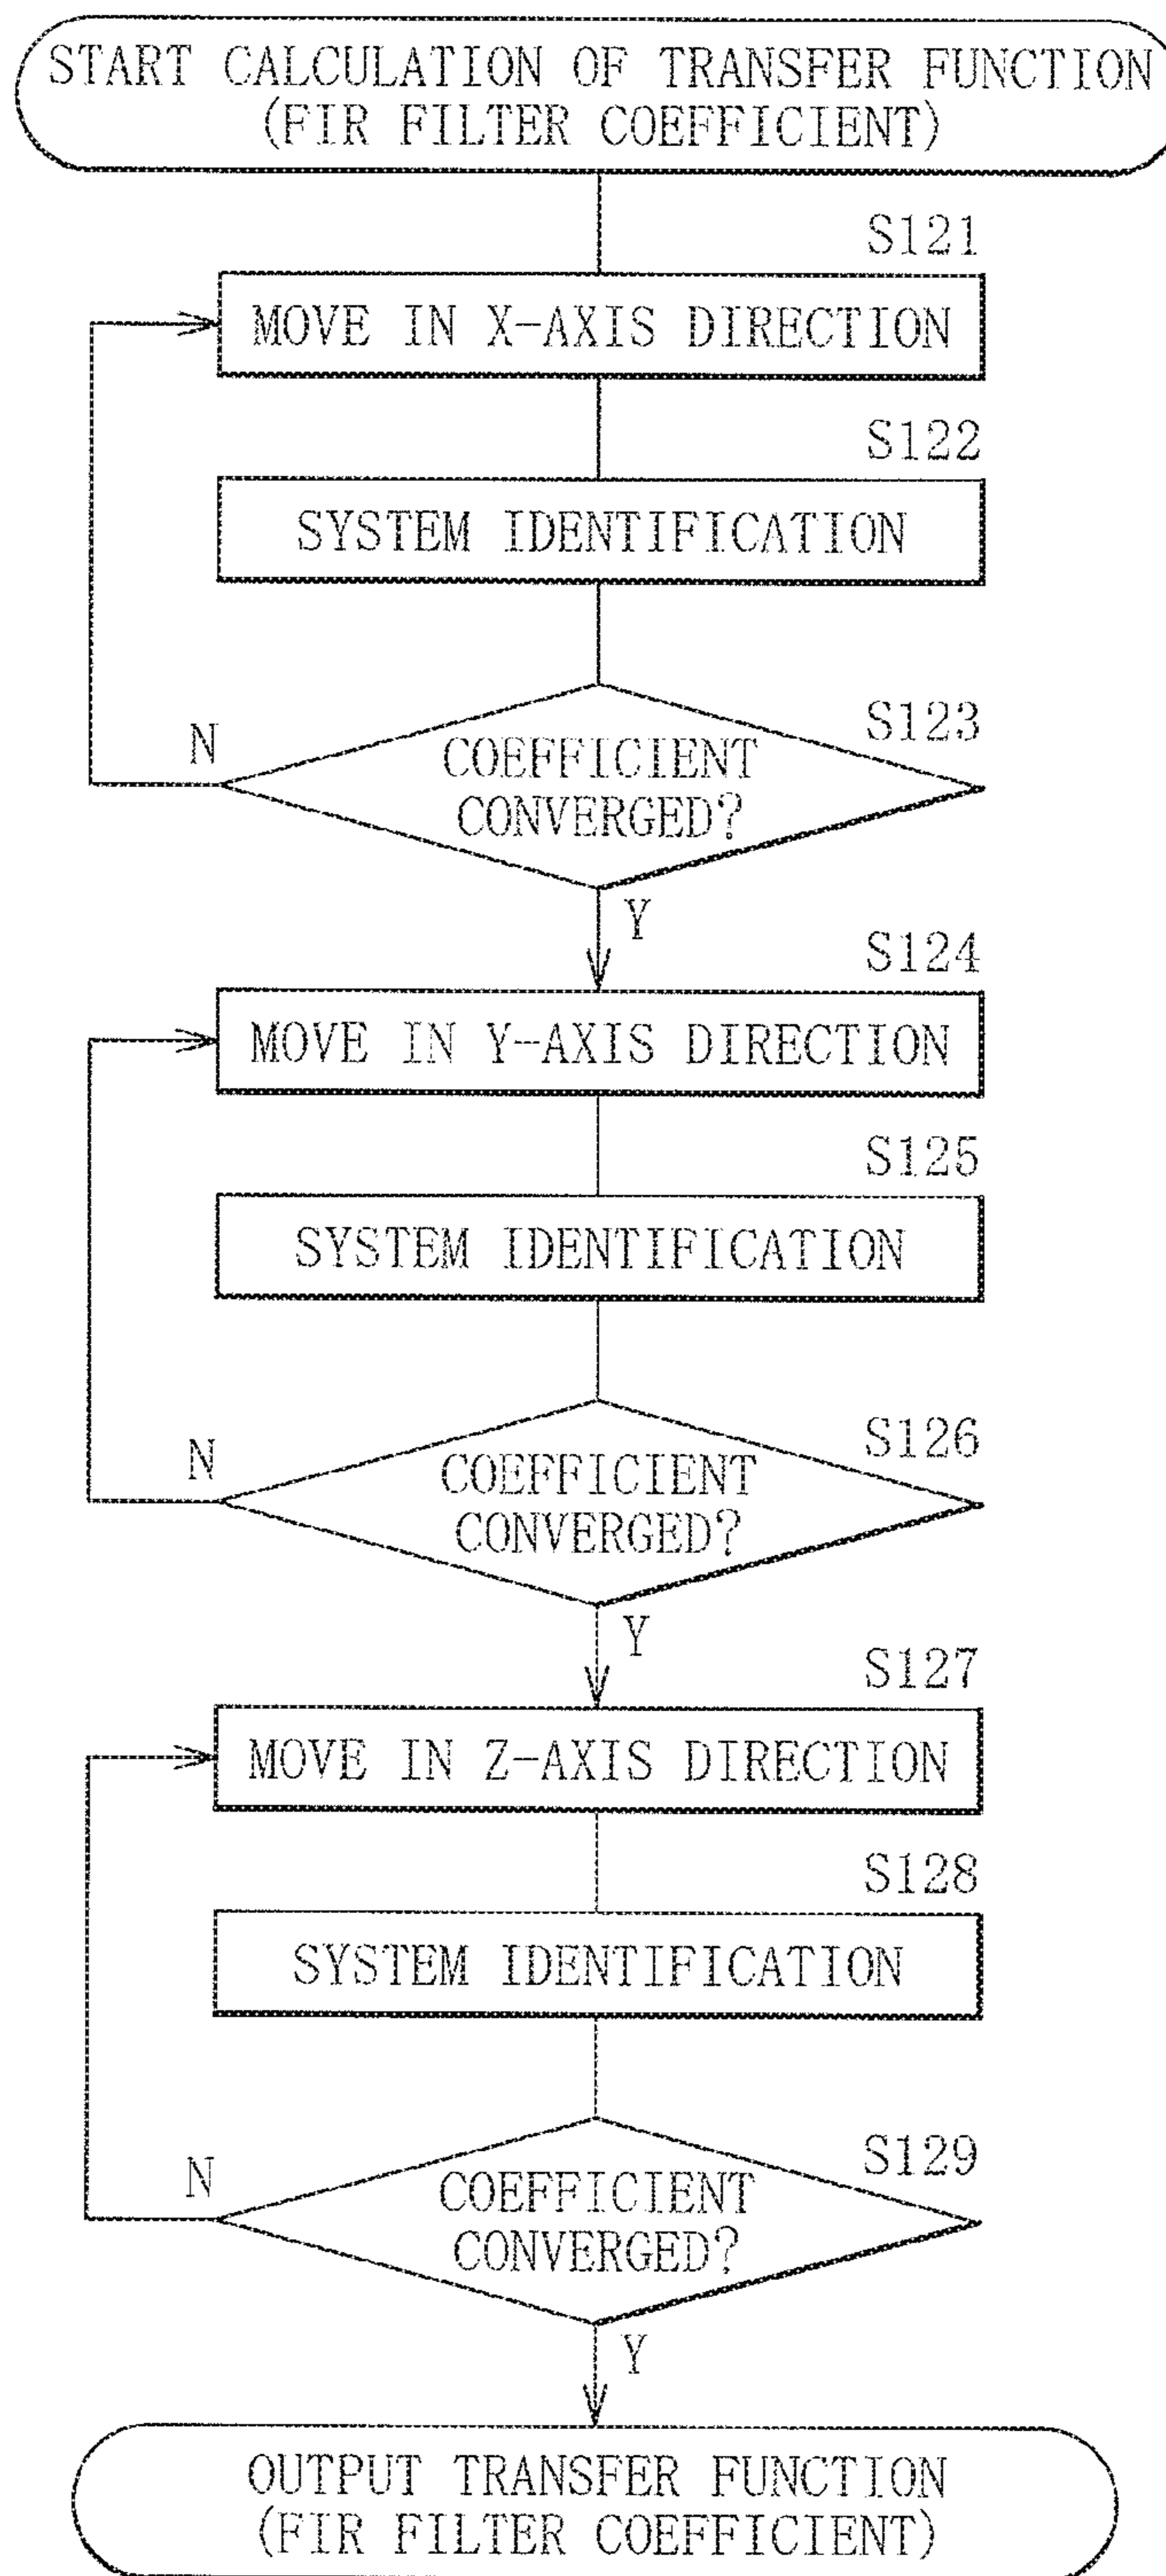 START CALCULATION OF TRANSFER FUNCTION
(FIR FILTER COEFFICIENT)
S121
MOVE IN X-AXIS DIRECTION
S122
SYSTEM IDENTIFICATION
S123
N
COEFFICIENT
CONVERGED?
Y
S124
MOVE IN Y-AXIS DIRECTION
S125
SYSTEM IDENTIFICATION
S126
N
COEFFICIENT
CONVERGED?
Y
S127
MOVE IN Z-AXIS DIRECTION
S128
SYSTEM IDENTIFICATION
S129
N
COEFFICIENT
CONVERGED?
Y
OUTPUT TRANSFER FUNCTION
(FIR FILTER COEFFICIENT)